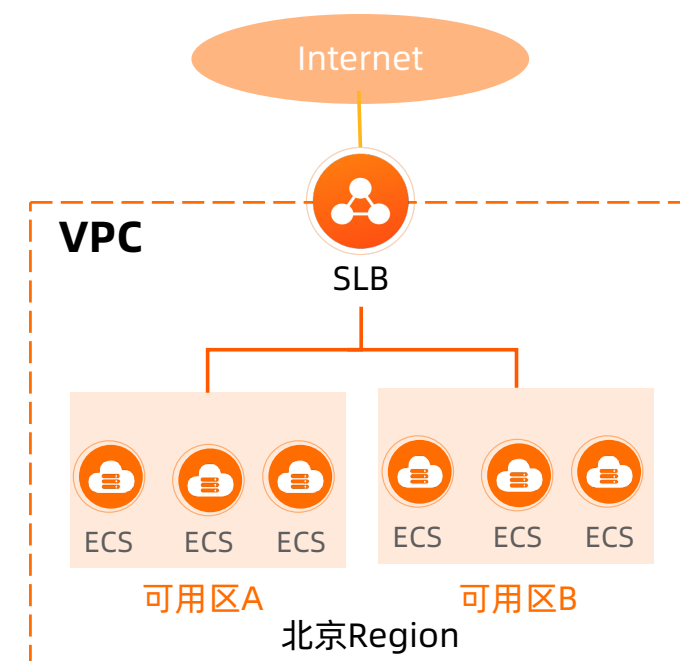 Internet
VPC
SLB
ECS ECS ECS
ECS ECS ECS
可用区A
可用区B
北京Region